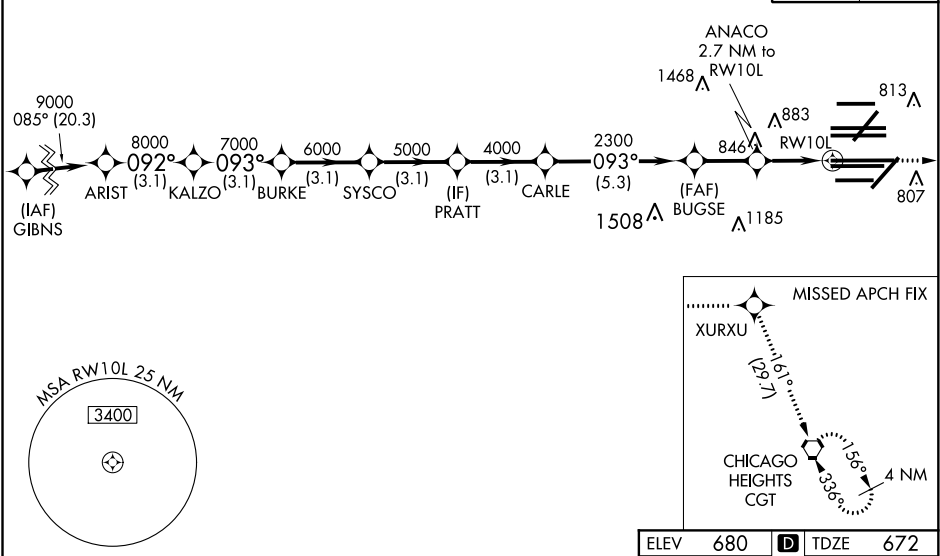 ANACO
2.7 NM to
RW10L
1468
813
9000
085° (20.3)
883
8000
7000
6000
5000
4000
2300
846
RW10L
092°
093°
093°
(3.1)
(3.1)
(3.1)
(3.1)
(3.1)
(5.3)
ARIST
KALZO
BURKE
SYSCO
(IF)
PRATT
CARLE
(FAF)
BUGSE
807
(IAF)
GIBNS
1508
1185
MISSED APCH FIX
XURXU
161°
(29.7)
MSA RW10L 25 NM
3400
CHICAGO
HEIGHTS
CGT
156°
336°
4 NM
ELEV 680 D TDZE 672